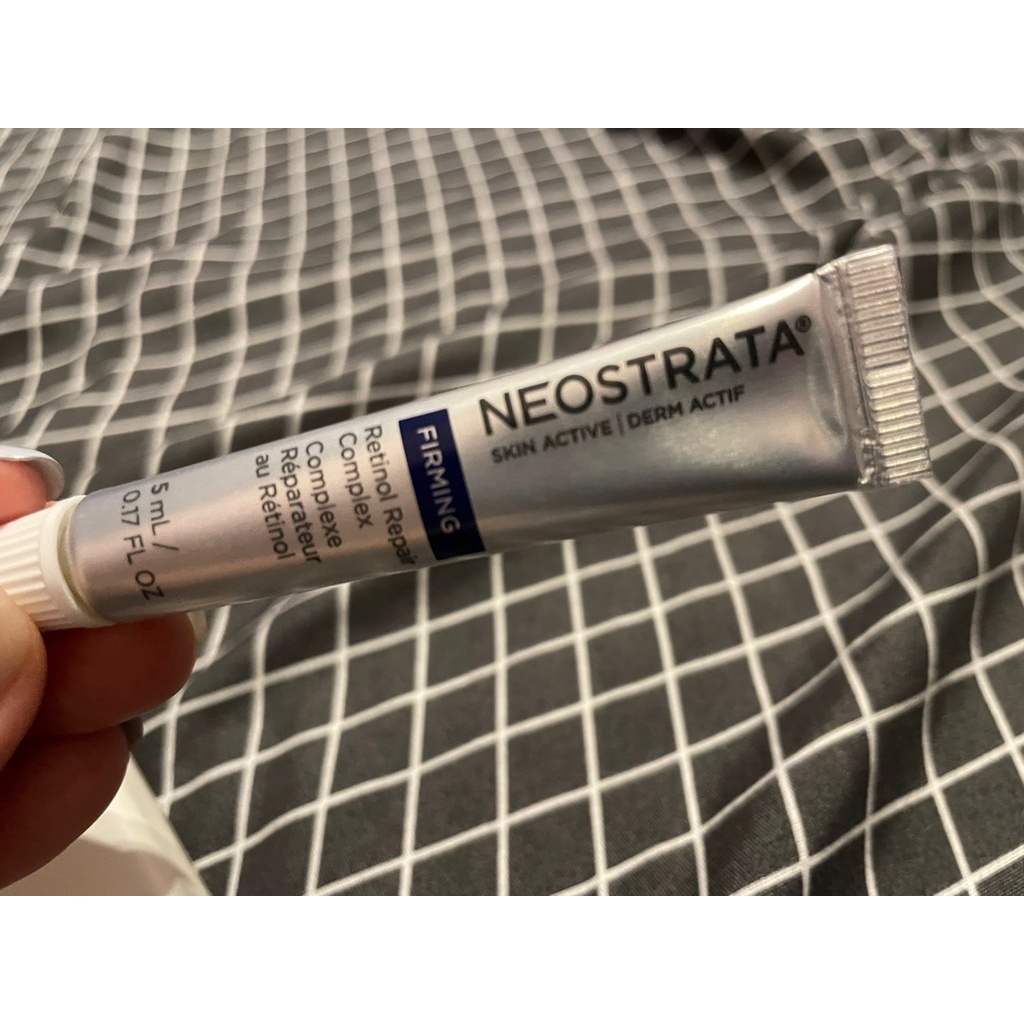 NEOSTRATA®
SKIN ACTIVE | DERM ACTIF
FIRMING
Retinol Repair
Complex
Complexe
Réparateur
au Rétinol
5 mL /
0.17 FL OZ